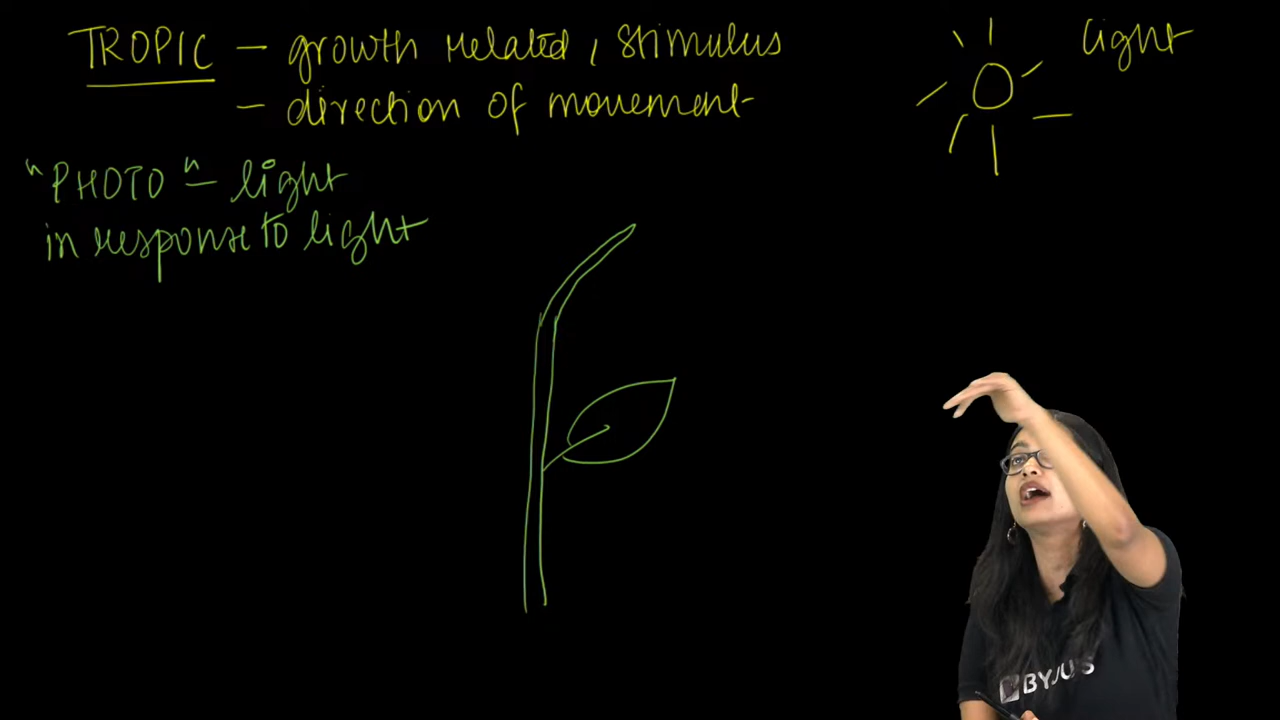 TROPIC – growth related, stimulus
– direction of movement
light
"PHOTO" – light
in response to light
BYJU'S